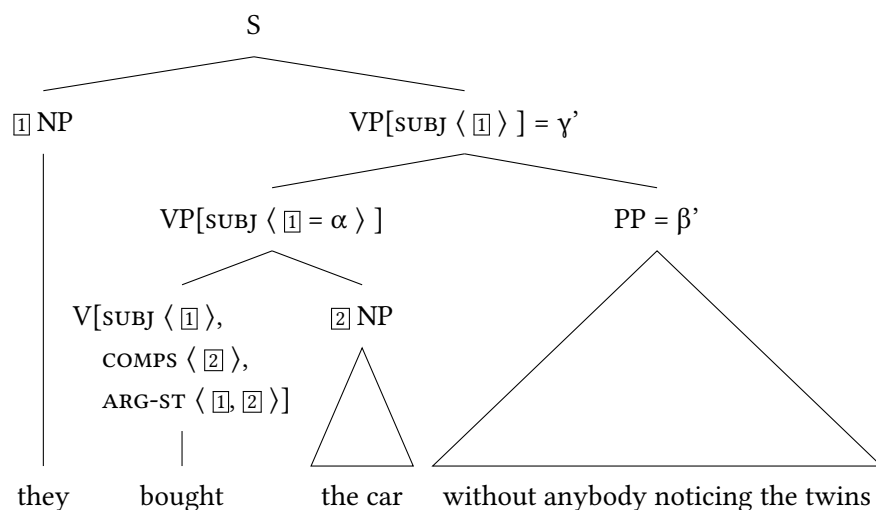 S
1 NP VP[SUBJ ⟨ 1 ⟩ ] = γ’
VP[SUBJ ⟨ 1 = α ⟩ ] PP = β’
V[SUBJ ⟨ 1 ⟩, 2 NP
COMPS ⟨ 2 ⟩,
ARG-ST ⟨ 1, 2 ⟩]
they bought the car without anybody noticing the twins